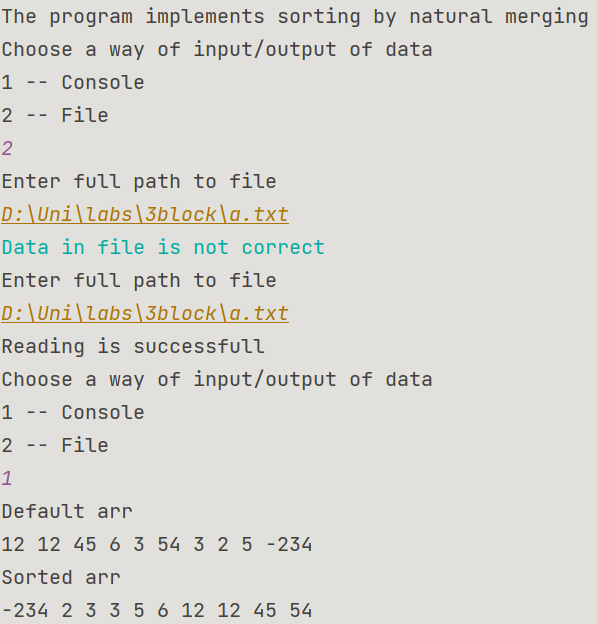 The program implements sorting by natural merging
Choose a way of input/output of data
1 -- Console
2 -- File
2
Enter full path to file
D:\Uni\labs\3block\a.txt
Data in file is not correct
Enter full path to file
D:\Uni\labs\3block\a.txt
Reading is successfull
Choose a way of input/output of data
1 -- Console
2 -- File
1
Default arr
12 12 45 6 3 54 3 2 5 -234
Sorted arr
-234 2 3 3 5 6 12 12 45 54